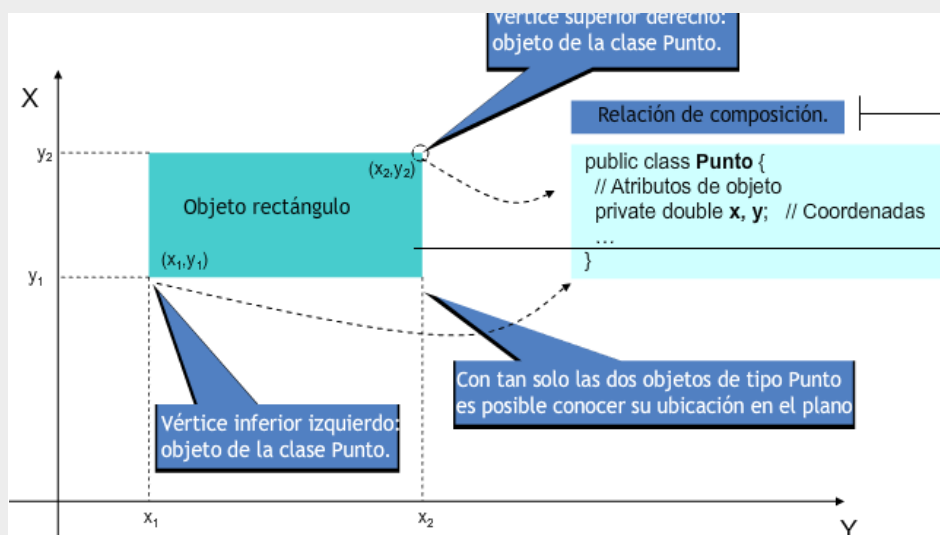 Vértice superior derecho:
objeto de la clase Punto.
X
Relación de composición.
y₂
(x₂,y₂)
public class Punto {
// Atributos de objeto
private double x, y; // Coordenadas
...
}
Objeto rectángulo
(x₁,y₁)
y₁
Con tan solo las dos objetos de tipo Punto
es posible conocer su ubicación en el plano
Vértice inferior izquierdo:
objeto de la clase Punto.
x₁
x₂
Y